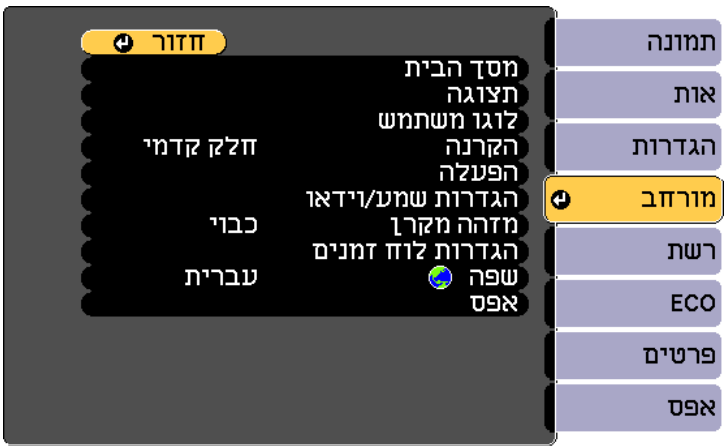 חזור
מסך הבית
תצוגה
לוגו משתמש
הקרנה חלק קדמי
הפעלה
הגדרות שמע/וידאו
מזהה מקרן כבוי
הגדרות לוח זמנים
שפה עברית
אפס
תמונה
אות
הגדרות
מורחב
רשת
ECO
פרטים
אפס